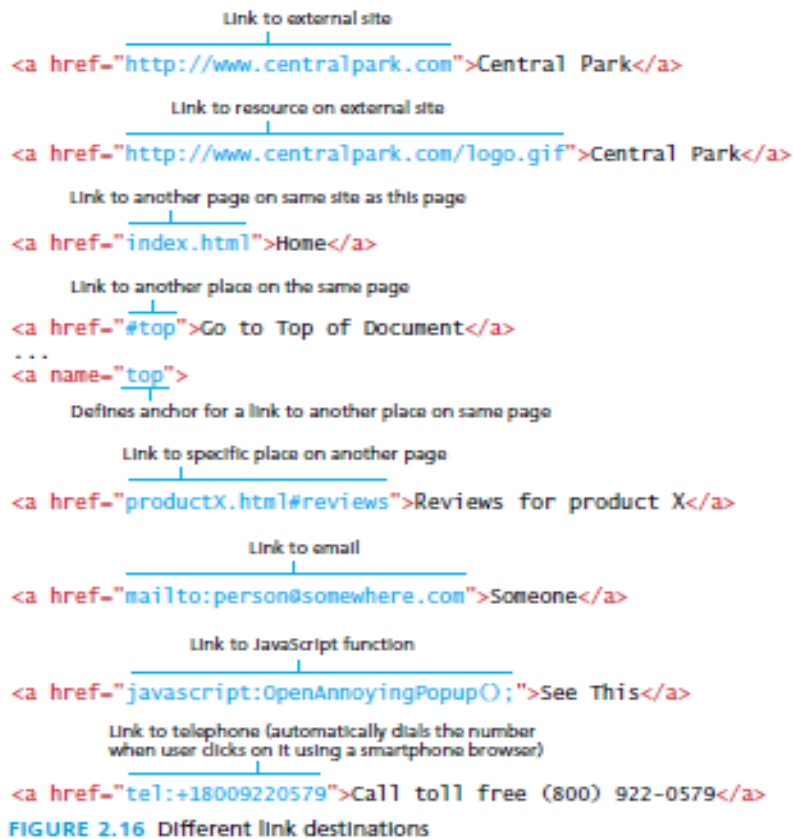 Link to external site
<a href="http://www.centralpark.com">Central Park</a>
Link to resource on external site
<a href="http://www.centralpark.com/logo.gif">Central Park</a>
Link to another page on same site as this page
<a href="index.html">Home</a>
Link to another place on the same page
<a href="#top">Go to Top of Document</a>
...
<a name="top">
Defines anchor for a link to another place on same page
Link to specific place on another page
<a href="productX.html#reviews">Reviews for product X</a>
Link to email
<a href="mailto:person@somewhere.com">Someone</a>
Link to JavaScript function
<a href="javascript:OpenAnnoyingPopup();">See This</a>
Link to telephone (automatically dials the number
when user clicks on it using a smartphone browser)
<a href="tel:+18009220579">Call toll free (800) 922-0579</a>
FIGURE 2.16 Different link destinations